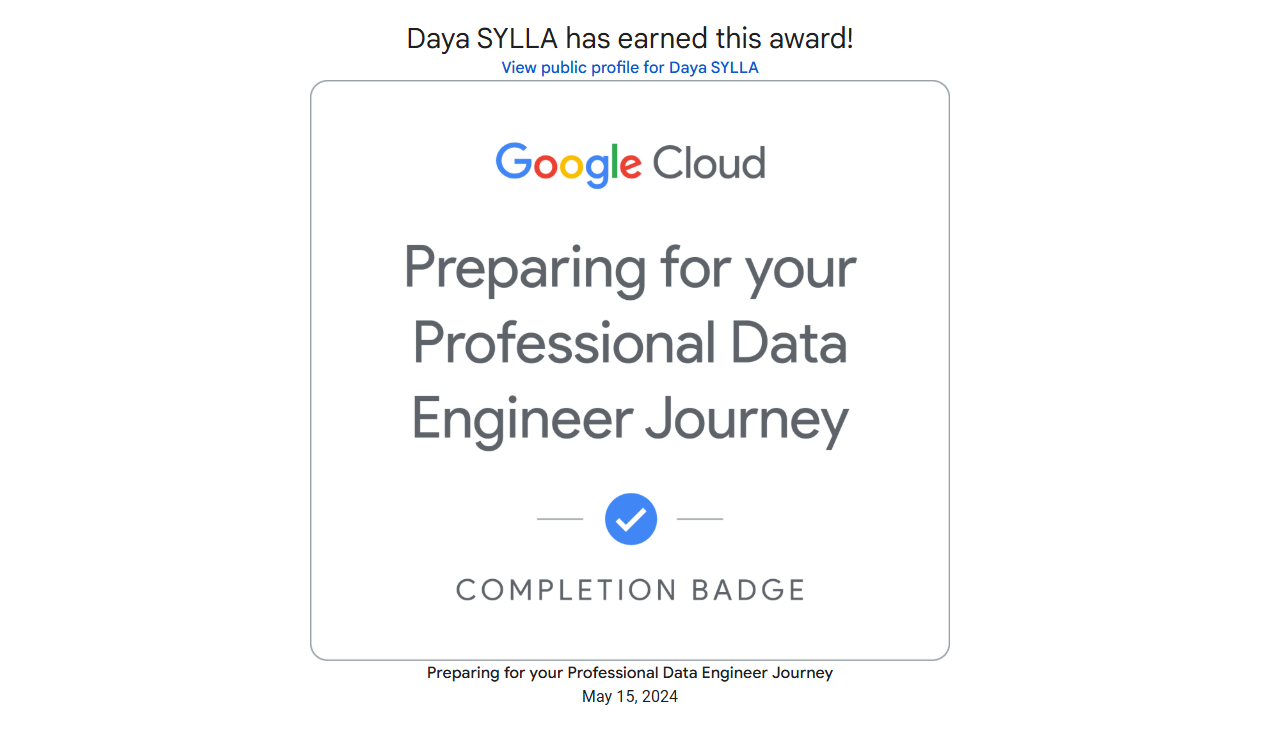 Daya SYLLA has earned this award!
View public profile for Daya SYLLA
Google Cloud
Preparing for your
Professional Data
Engineer Journey
COMPLETION BADGE
Preparing for your Professional Data Engineer Journey
May 15, 2024